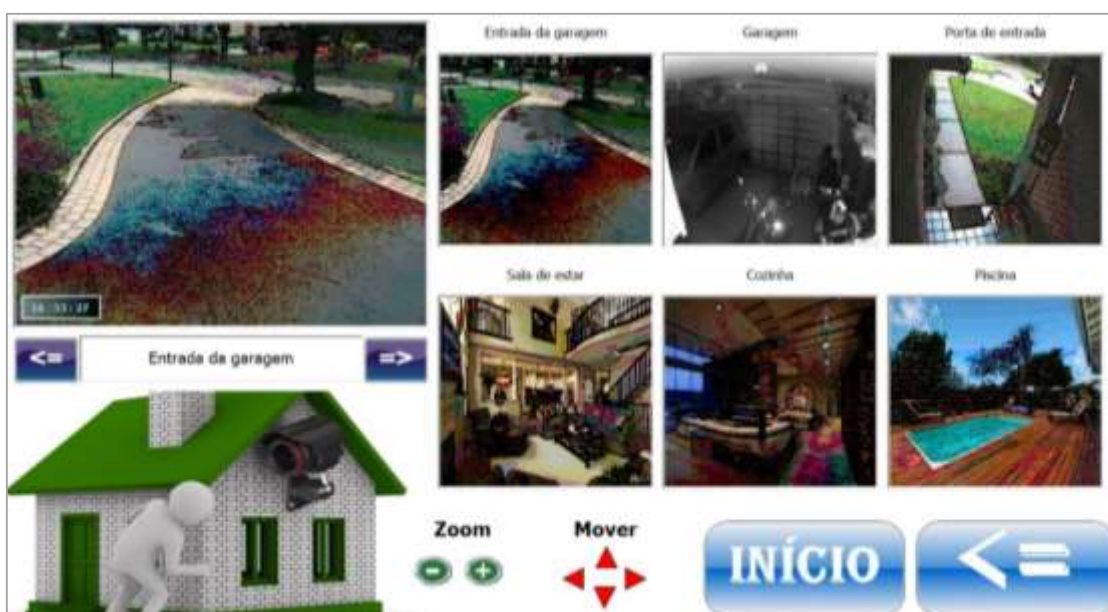 Entrada da garagem
Garagem
Porta de entrada
Sala de estar
Cozinha
Piscina
<=
Entrada da garagem
=>
Zoom
Mover
- +
INÍCIO
<=